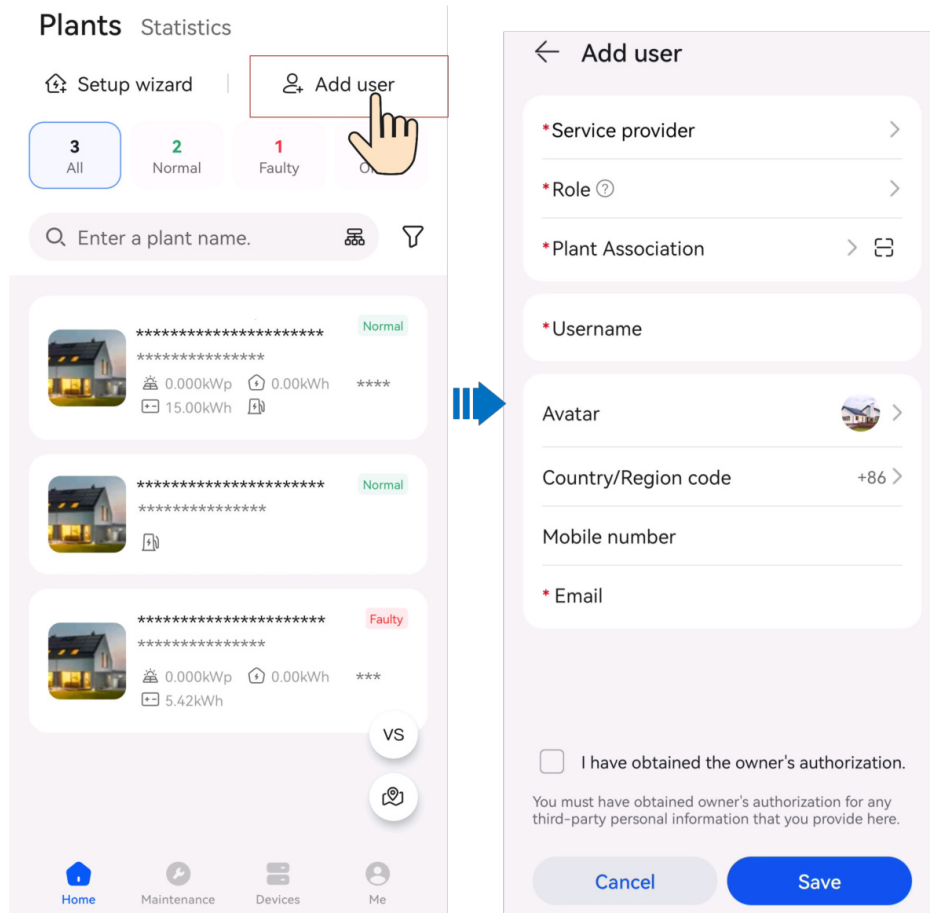 Plants Statistics
Setup wizard Add user
3 2 1
All Normal Faulty
Enter a plant name.
********************** Normal
***************
0.000kWp 0.00kWh ****
15.00kWh
********************** Normal
***************
********************** Faulty
***************
0.000kWp 0.00kWh ***
5.42kWh
VS
Home Maintenance Devices Me
Add user
*Service provider
*Role ?
*Plant Association
*Username
Avatar
Country/Region code +86
Mobile number
* Email
I have obtained the owner's authorization.
You must have obtained owner's authorization for any
third-party personal information that you provide here.
Cancel Save